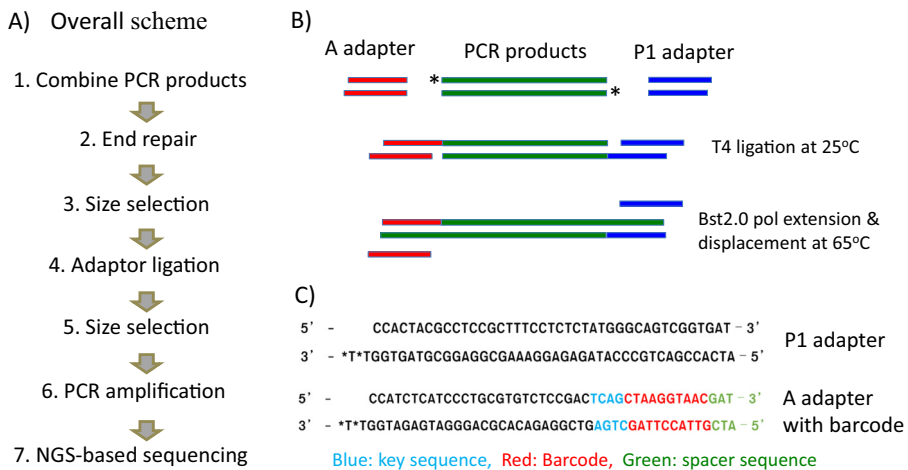 A) Overall scheme
1. Combine PCR products
2. End repair
3. Size selection
4. Adaptor ligation
5. Size selection
6. PCR amplification
7. NGS-based sequencing
B)
A adapter PCR products P1 adapter
*
*
T4 ligation at 25°C
Bst2.0 pol extension &
displacement at 65°C
C)
5' - CCACTACGCCTCCGCTTTCCTCTCTATGGGCAGTCGGTGAT - 3'
3' - *T*TGGTGATGCGGAGGCGAAAGGAGAGATACCCGTCAGCCACTA - 5'
P1 adapter
5' - CCATCTCATCCCTGCGTGTCTCCGACTCAGCTAAGGTAACGAT - 3'
3' - *T*TGGTAGAGTAGGGACGCACAGAGGCTGAGTCGATTCCATTGCTA - 5'
A adapter
with barcode
Blue: key sequence, Red: Barcode, Green: spacer sequence